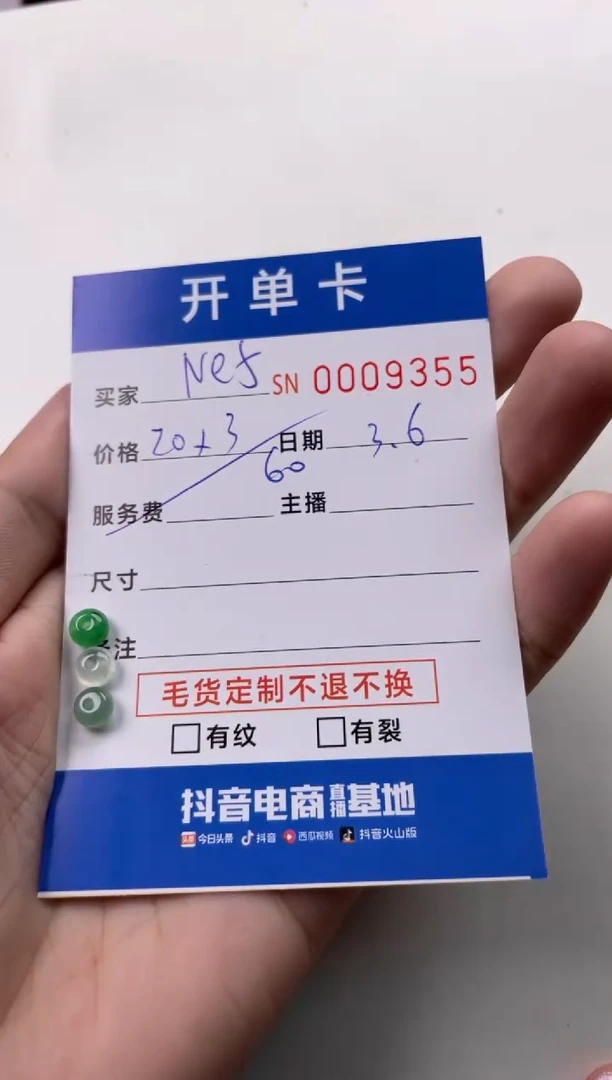 开单卡
买家 Nef SN 0009355
价格 20+3 日期 3.6
60
服务费 主播
尺寸
备注
毛货定制不退不换
有纹 有裂
抖音电商直播基地
头条 今日头条 抖音 西瓜视频 抖音火山版